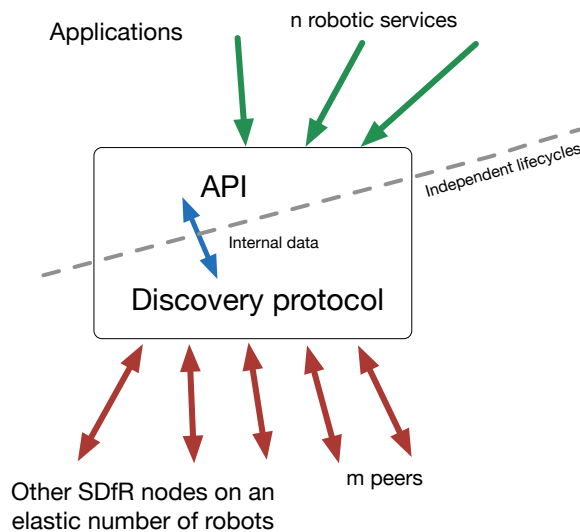 Applications
n robotic services
Independent lifecycles
API
Internal data
Discovery protocol
m peers
Other SDfR nodes on an
elastic number of robots